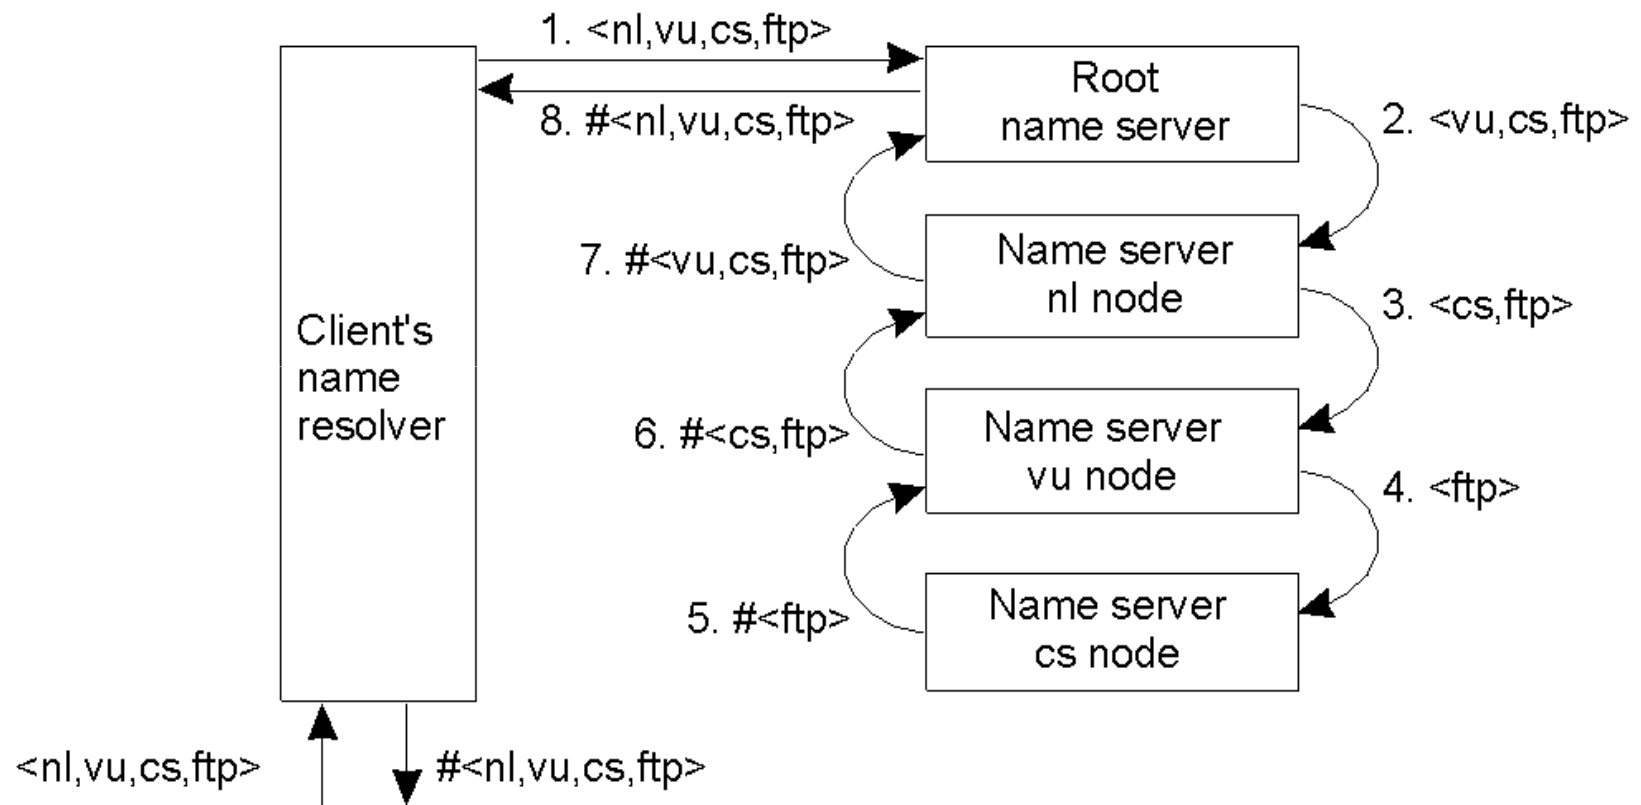 1. <nl,vu,cs,ftp>
Root
name server
8. #<nl,vu,cs,ftp>
2. <vu,cs,ftp>
Name server
nl node
7. #<vu,cs,ftp>
3. <cs,ftp>
Client's
name
resolver
Name server
vu node
6. #<cs,ftp>
4. <ftp>
Name server
cs node
5. #<ftp>
<nl,vu,cs,ftp>
#<nl,vu,cs,ftp>